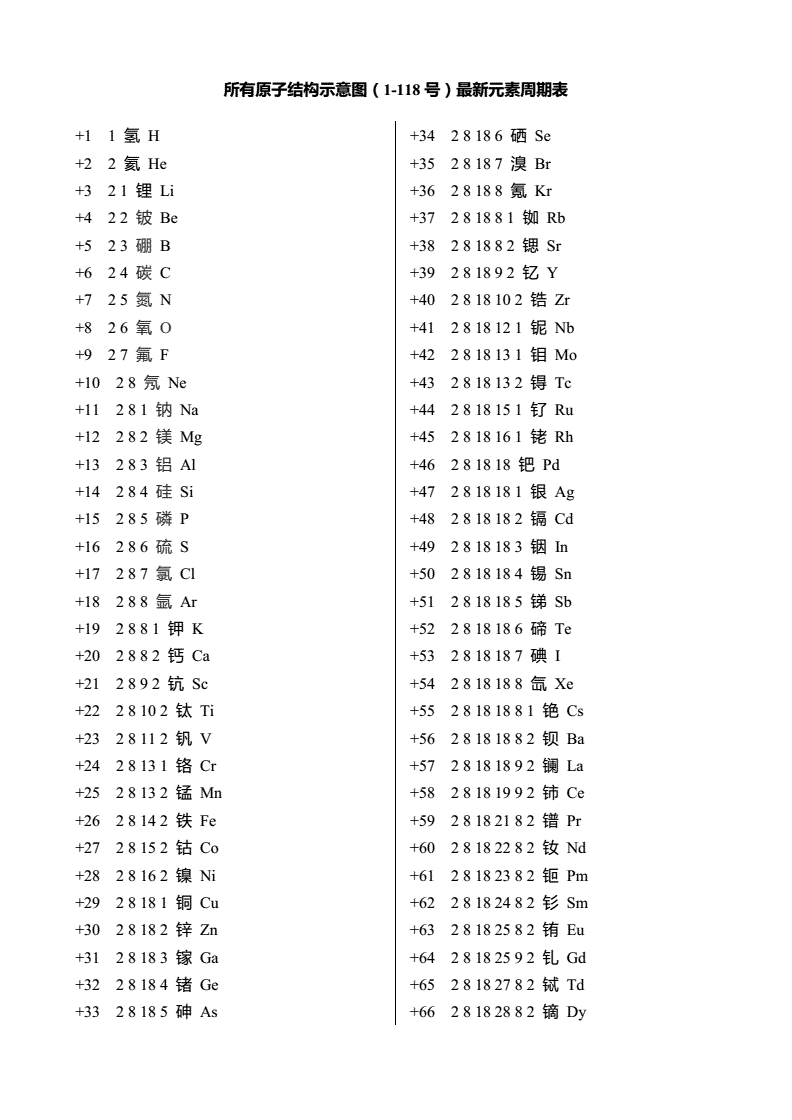 所有原子结构示意图（1-118 号）最新元素周期表
+1 1 氢 H
+2 2 氦 He
+3 2 1 锂 Li
+4 2 2 铍 Be
+5 2 3 硼 B
+6 2 4 碳 C
+7 2 5 氮 N
+8 2 6 氧 O
+9 2 7 氟 F
+10 2 8 氖 Ne
+11 2 8 1 钠 Na
+12 2 8 2 镁 Mg
+13 2 8 3 铝 Al
+14 2 8 4 硅 Si
+15 2 8 5 磷 P
+16 2 8 6 硫 S
+17 2 8 7 氯 Cl
+18 2 8 8 氩 Ar
+19 2 8 8 1 钾 K
+20 2 8 8 2 钙 Ca
+21 2 8 9 2 钪 Sc
+22 2 8 10 2 钛 Ti
+23 2 8 11 2 钒 V
+24 2 8 13 1 铬 Cr
+25 2 8 13 2 锰 Mn
+26 2 8 14 2 铁 Fe
+27 2 8 15 2 钴 Co
+28 2 8 16 2 镍 Ni
+29 2 8 18 1 铜 Cu
+30 2 8 18 2 锌 Zn
+31 2 8 18 3 镓 Ga
+32 2 8 18 4 锗 Ge
+33 2 8 18 5 砷 As
+34 2 8 18 6 硒 Se
+35 2 8 18 7 溴 Br
+36 2 8 18 8 氪 Kr
+37 2 8 18 8 1 铷 Rb
+38 2 8 18 8 2 锶 Sr
+39 2 8 18 9 2 钇 Y
+40 2 8 18 10 2 锆 Zr
+41 2 8 18 12 1 铌 Nb
+42 2 8 18 13 1 钼 Mo
+43 2 8 18 13 2 锝 Tc
+44 2 8 18 15 1 钌 Ru
+45 2 8 18 16 1 铑 Rh
+46 2 8 18 18 钯 Pd
+47 2 8 18 18 1 银 Ag
+48 2 8 18 18 2 镉 Cd
+49 2 8 18 18 3 铟 In
+50 2 8 18 18 4 锡 Sn
+51 2 8 18 18 5 锑 Sb
+52 2 8 18 18 6 碲 Te
+53 2 8 18 18 7 碘 I
+54 2 8 18 18 8 氙 Xe
+55 2 8 18 18 8 1 铯 Cs
+56 2 8 18 18 8 2 钡 Ba
+57 2 8 18 18 9 2 镧 La
+58 2 8 18 19 9 2 铈 Ce
+59 2 8 18 21 8 2 镨 Pr
+60 2 8 18 22 8 2 钕 Nd
+61 2 8 18 23 8 2 钷 Pm
+62 2 8 18 24 8 2 钐 Sm
+63 2 8 18 25 8 2 铕 Eu
+64 2 8 18 25 9 2 钆 Gd
+65 2 8 18 27 8 2 铽 Td
+66 2 8 18 28 8 2 镝 Dy